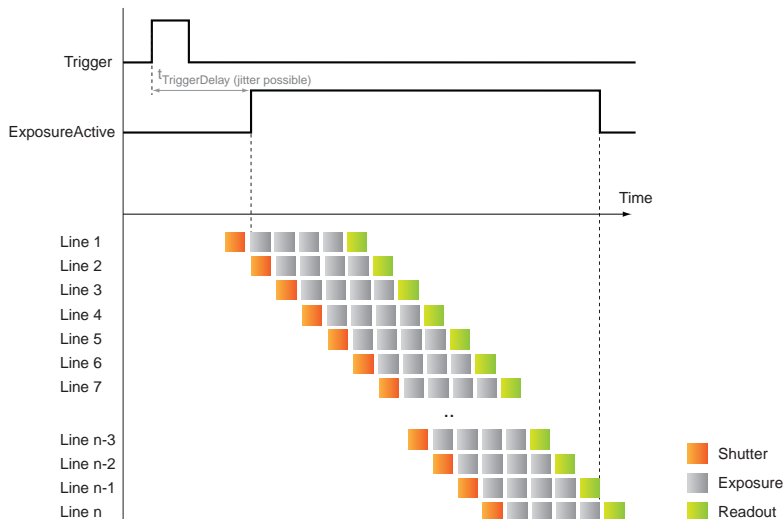 Trigger
tTriggerDelay (jitter possible)
ExposureActive
Time
Line 1
Line 2
Line 3
Line 4
Line 5
Line 6
Line 7
..
Line n-3
Line n-2
Line n-1
Line n
Shutter
Exposure
Readout